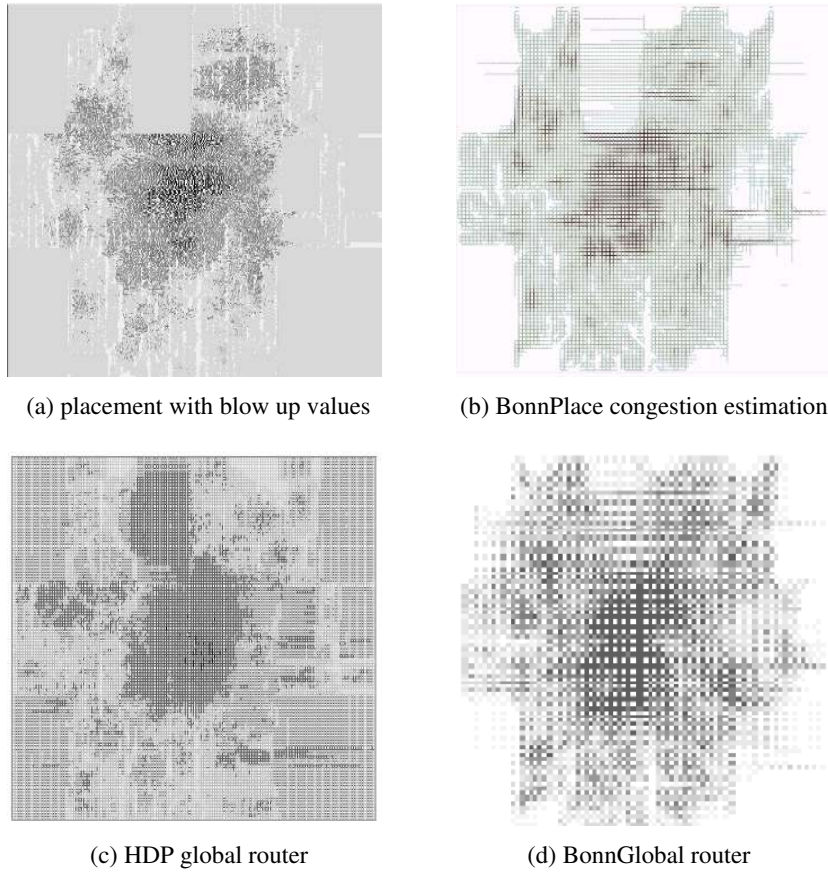 (a) placement with blow up values
(b) BonnPlace congestion estimation
(c) HDP global router
(d) BonnGlobal router